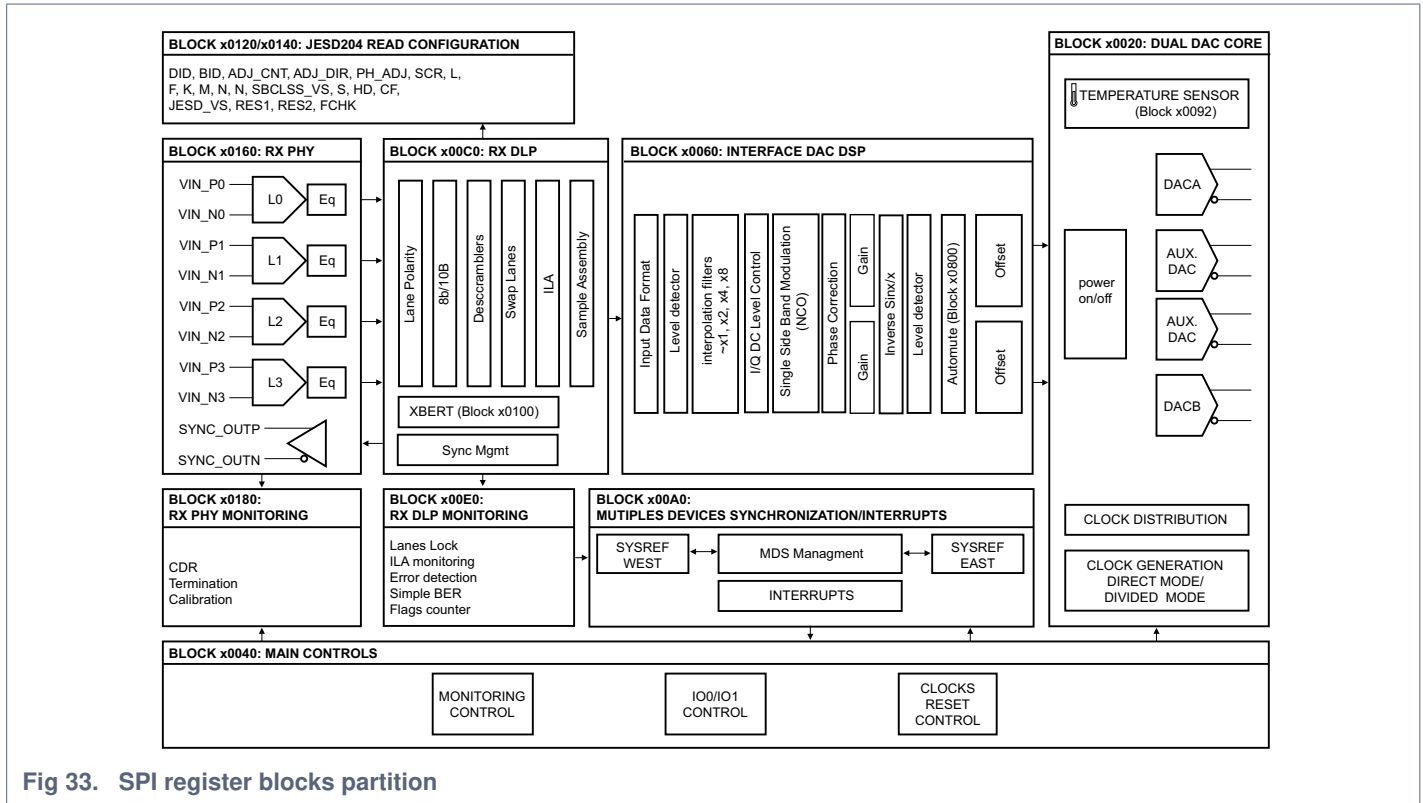 BLOCK x0120/x0140: JESD204 READ CONFIGURATION
DID, BID, ADJ_CNT, ADJ_DIR, PH_ADJ, SCR, L,
F, K, M, N, N, SBCLSS_VS, S, HD, CF,
JESD_VS, RES1, RES2, FCHK
BLOCK x0160: RX PHY
VIN_P0
VIN_N0
L0
Eq
VIN_P1
VIN_N1
L1
Eq
VIN_P2
VIN_N2
L2
Eq
VIN_P3
VIN_N3
L3
Eq
SYNC_OUTP
SYNC_OUTN
BLOCK x00C0: RX DLP
Lane Polarity
8b/10B
Descramblers
Swap Lanes
ILA
Sample Assembly
XBERT (Block x0100)
Sync Mgmt
BLOCK x0060: INTERFACE DAC DSP
Input Data Format
Level detector
interpolation filters
~x1, x2, x4, x8
I/Q DC Level Control
Single Side Band Modulation
(NCO)
Phase Correction
Gain
Gain
Inverse Sinx/x
Level detector
Automute (Block x0800)
Offset
Offset
BLOCK x0020: DUAL DAC CORE
TEMPERATURE SENSOR
(Block x0092)
power
on/off
DACA
AUX.
DAC
AUX.
DAC
DACB
CLOCK DISTRIBUTION
CLOCK GENERATION
DIRECT MODE/
DIVIDED MODE
BLOCK x0180:
RX PHY MONITORING
CDR
Termination
Calibration
BLOCK x00E0:
RX DLP MONITORING
Lanes Lock
ILA monitoring
Error detection
Simple BER
Flags counter
BLOCK x00A0:
MUTIPLES DEVICES SYNCHRONIZATION/INTERRUPTS
SYSREF
WEST
MDS Managment
SYSREF
EAST
INTERRUPTS
BLOCK x0040: MAIN CONTROLS
MONITORING
CONTROL
IO0/IO1
CONTROL
CLOCKS
RESET
CONTROL
Fig 33. SPI register blocks partition